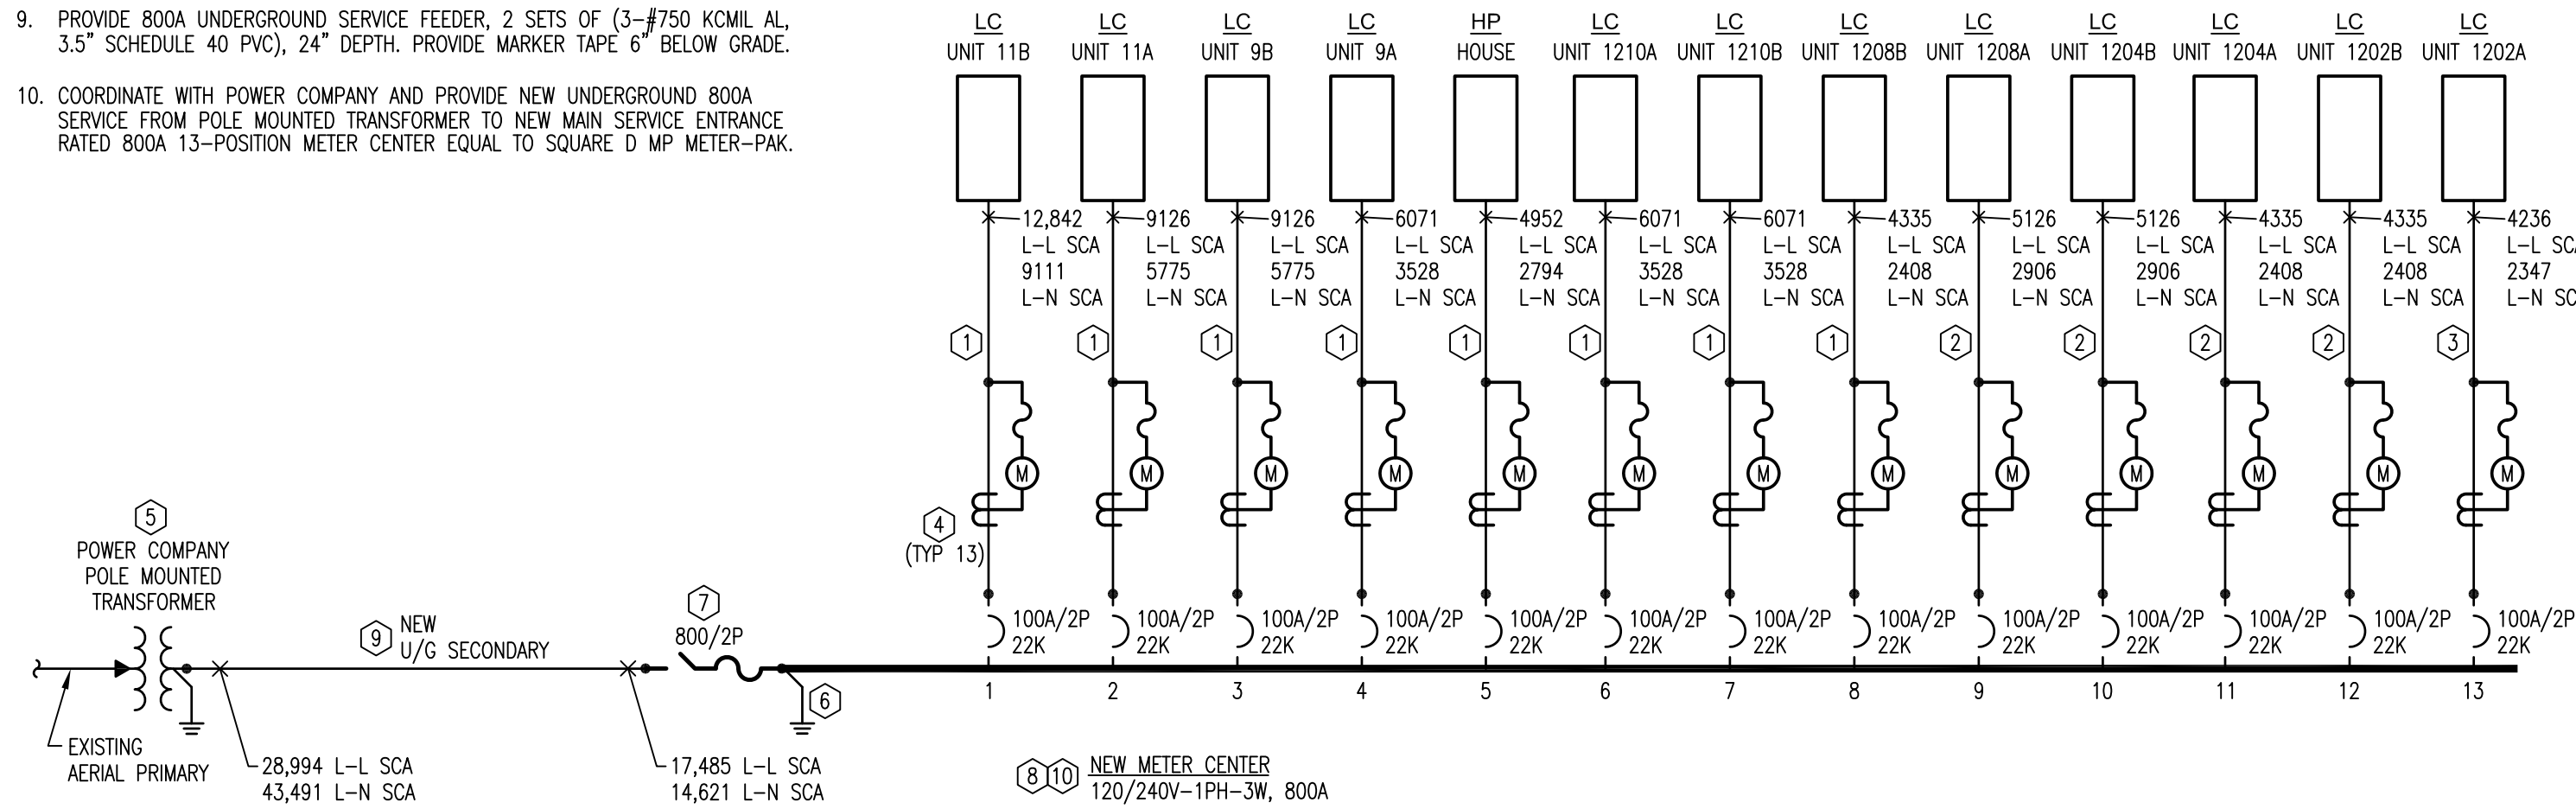 9. PROVIDE 800A UNDERGROUND SERVICE FEEDER, 2 SETS OF (3-#750 KCMIL AL,
3.5" SCHEDULE 40 PVC), 24" DEPTH. PROVIDE MARKER TAPE 6" BELOW GRADE.
10. COORDINATE WITH POWER COMPANY AND PROVIDE NEW UNDERGROUND 800A
SERVICE FROM POLE MOUNTED TRANSFORMER TO NEW MAIN SERVICE ENTRANCE
RATED 800A 13-POSITION METER CENTER EQUAL TO SQUARE D MP METER-PAK.
LC LC LC LC HP LC LC LC LC LC LC LC LC
UNIT 11B UNIT 11A UNIT 9B UNIT 9A HOUSE UNIT 1210A UNIT 1210B UNIT 1208B UNIT 1208A UNIT 1204B UNIT 1204A UNIT 1202B UNIT 1202A
12,842 9126 9126 6071 4952 6071 6071 4335 5126 5126 4335 4335 4236
L-L SCA L-L SCA L-L SCA L-L SCA L-L SCA L-L SCA L-L SCA L-L SCA L-L SCA L-L SCA L-L SCA L-L SCA L-L SC
9111 5775 5775 3528 2794 3528 3528 2408 2906 2906 2408 2408 2347
L-N SCA L-N SCA L-N SCA L-N SCA L-N SCA L-N SCA L-N SCA L-N SCA L-N SCA L-N SCA L-N SCA L-N SCA L-N SC
1 1 1 1 1 1 1 1 2 2 2 2 3
M M M M M M M M M M M M M
4
(TYP 13)
5
POWER COMPANY
POLE MOUNTED
TRANSFORMER
7
800/2P
9 NEW
U/G SECONDARY
100A/2P 100A/2P 100A/2P 100A/2P 100A/2P 100A/2P 100A/2P 100A/2P 100A/2P 100A/2P 100A/2P 100A/2P 100A/2P
22K 22K 22K 22K 22K 22K 22K 22K 22K 22K 22K 22K 22K
6
1 2 3 4 5 6 7 8 9 10 11 12 13
EXISTING
AERIAL PRIMARY
28,994 L-L SCA
43,491 L-N SCA
17,485 L-L SCA
14,621 L-N SCA
8 10 NEW METER CENTER
120/240V-1PH-3W, 800A